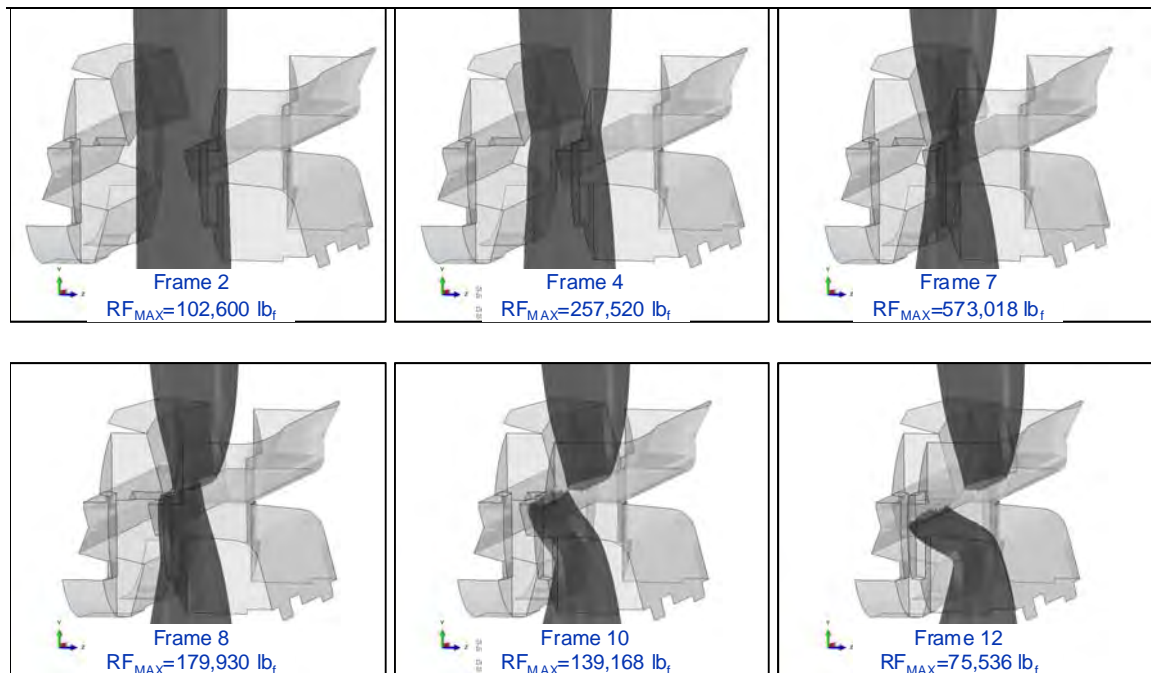 Frame 2
RFMAX=102,600 lbf
Frame 4
RFMAX=257,520 lbf
Frame 7
RFMAX=573,018 lbf
Frame 8
RFMAX=179,930 lbf
Frame 10
RFMAX=139,168 lbf
Frame 12
RFMAX=75,536 lbf